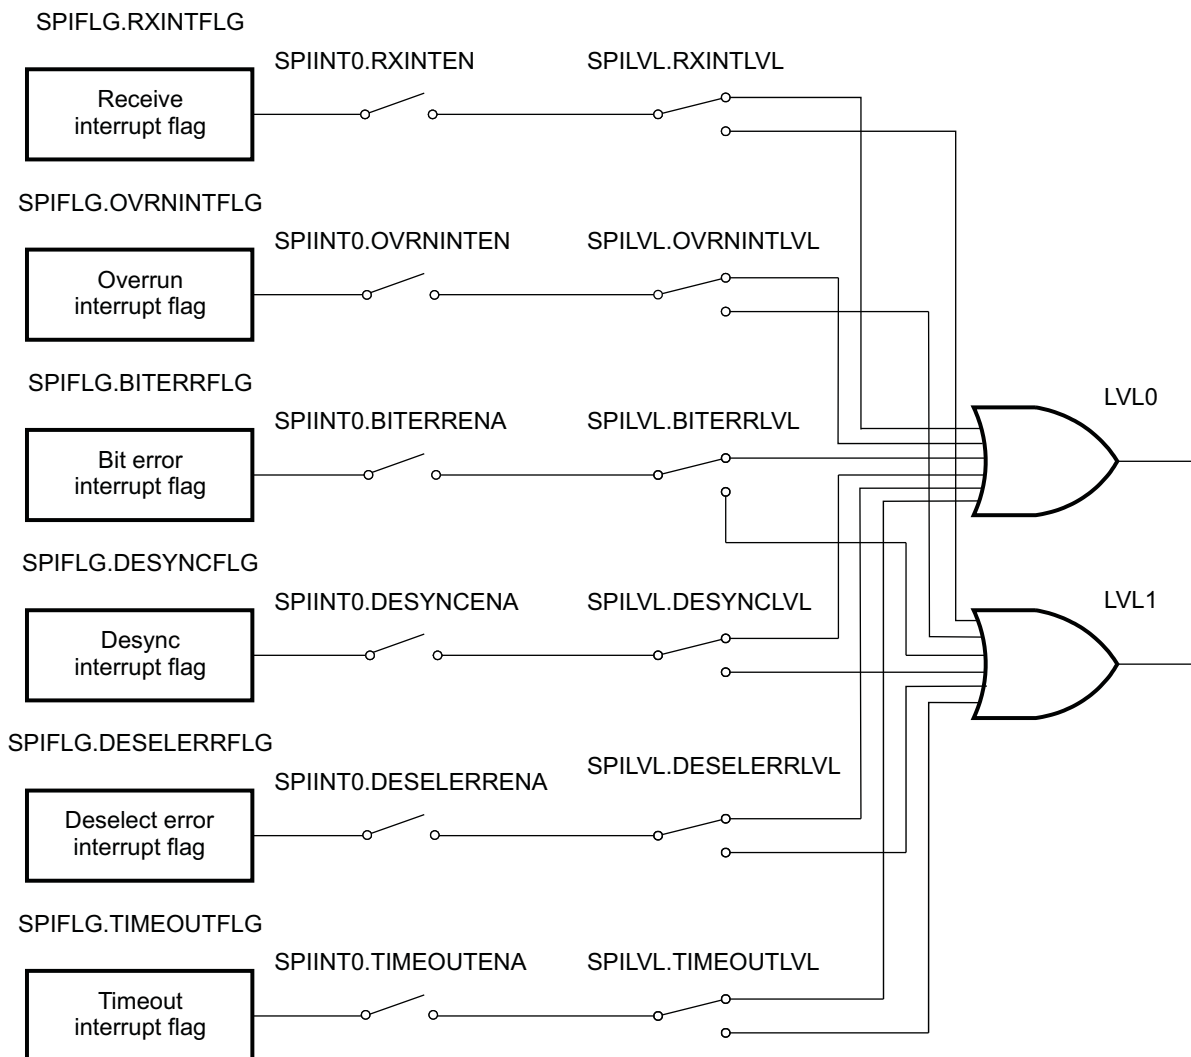 SPIFLG.RXINTFLG
SPIINT0.RXINTEN
SPILVL.RXINTLVL
Receive
interrupt flag
SPIFLG.OVRNINTFLG
SPIINT0.OVRNINTEN
SPILVL.OVRNINTLVL
Overrun
interrupt flag
SPIFLG.BITERRFLG
LVL0
SPIINT0.BITERRENA
SPILVL.BITERRLVL
Bit error
interrupt flag
SPIFLG.DESYNCFLG
SPIINT0.DESYNCENA
SPILVL.DESYNCLVL
LVL1
Desync
interrupt flag
SPIFLG.DESELERRFLG
SPIINT0.DESELERRENA
SPILVL.DESELERRLVL
Deselect error
interrupt flag
SPIFLG.TIMEOUTFLG
SPIINT0.TIMEOUTENA
SPILVL.TIMEOUTLVL
Timeout
interrupt flag